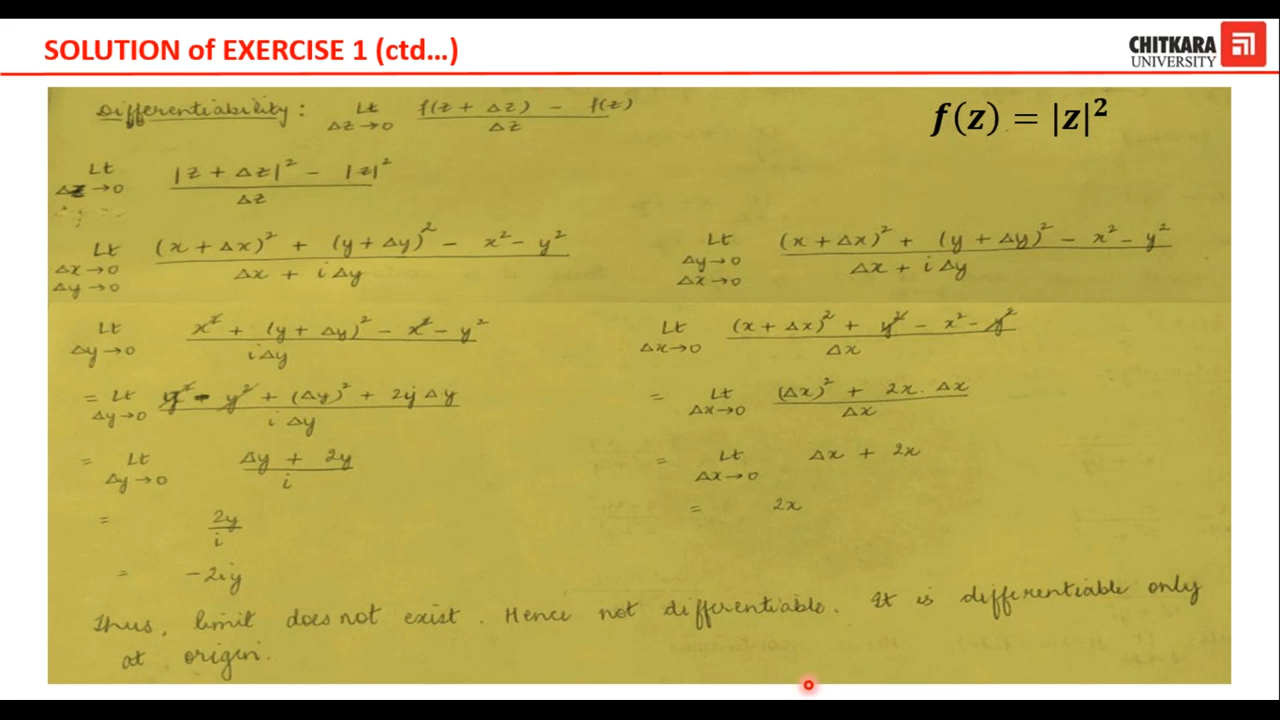 SOLUTION of EXERCISE 1 (ctd...)
CHITKARA
UNIVERSITY
f(z) = |z|²
Differentiability : Lt Δz→0 (f(z + Δz) − f(z)) / Δz
Lt Δz→0 (|z + Δz|² − |z|²) / Δz
Lt Δx→0 Δy→0 ((x + Δx)² + (y + Δy)² − x² − y²) / (Δx + iΔy)
Lt Δy→0 (x² + (y + Δy)² − x² − y²) / (iΔy)
= Lt Δy→0 (y² − y² + (Δy)² + 2yΔy) / (iΔy)
= Lt Δy→0 (Δy + 2y) / i
= 2y / i
= −2iy
Lt Δy→0 Δx→0 ((x + Δx)² + (y + Δy)² − x² − y²) / (Δx + iΔy)
Lt Δx→0 ((x + Δx)² + y² − x² − y²) / Δx
= Lt Δx→0 ((Δx)² + 2x. Δx) / Δx
= Lt Δx→0 Δx + 2x
= 2x
Thus, limit does not exist. Hence not differentiable. It is differentiable only
at origin.